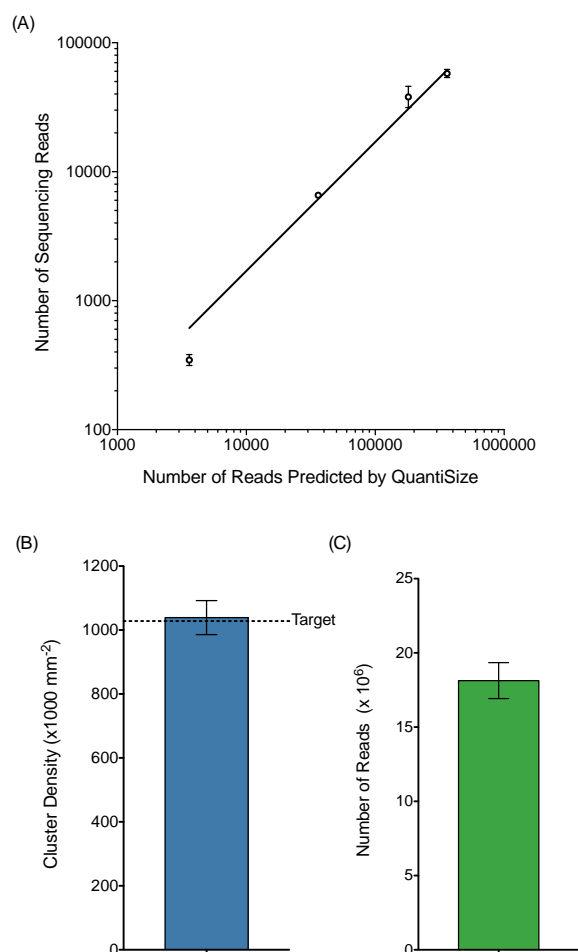 (A)
100000
10000
1000
100
Number of Sequencing Reads
1000
10000
100000
1000000
Number of Reads Predicted by QuantiSize
(B)
1200
1000
800
600
400
200
0
Cluster Density (x1000 mm-2)
Target
(C)
25
20
15
10
5
0
Number of Reads (x 10⁶)